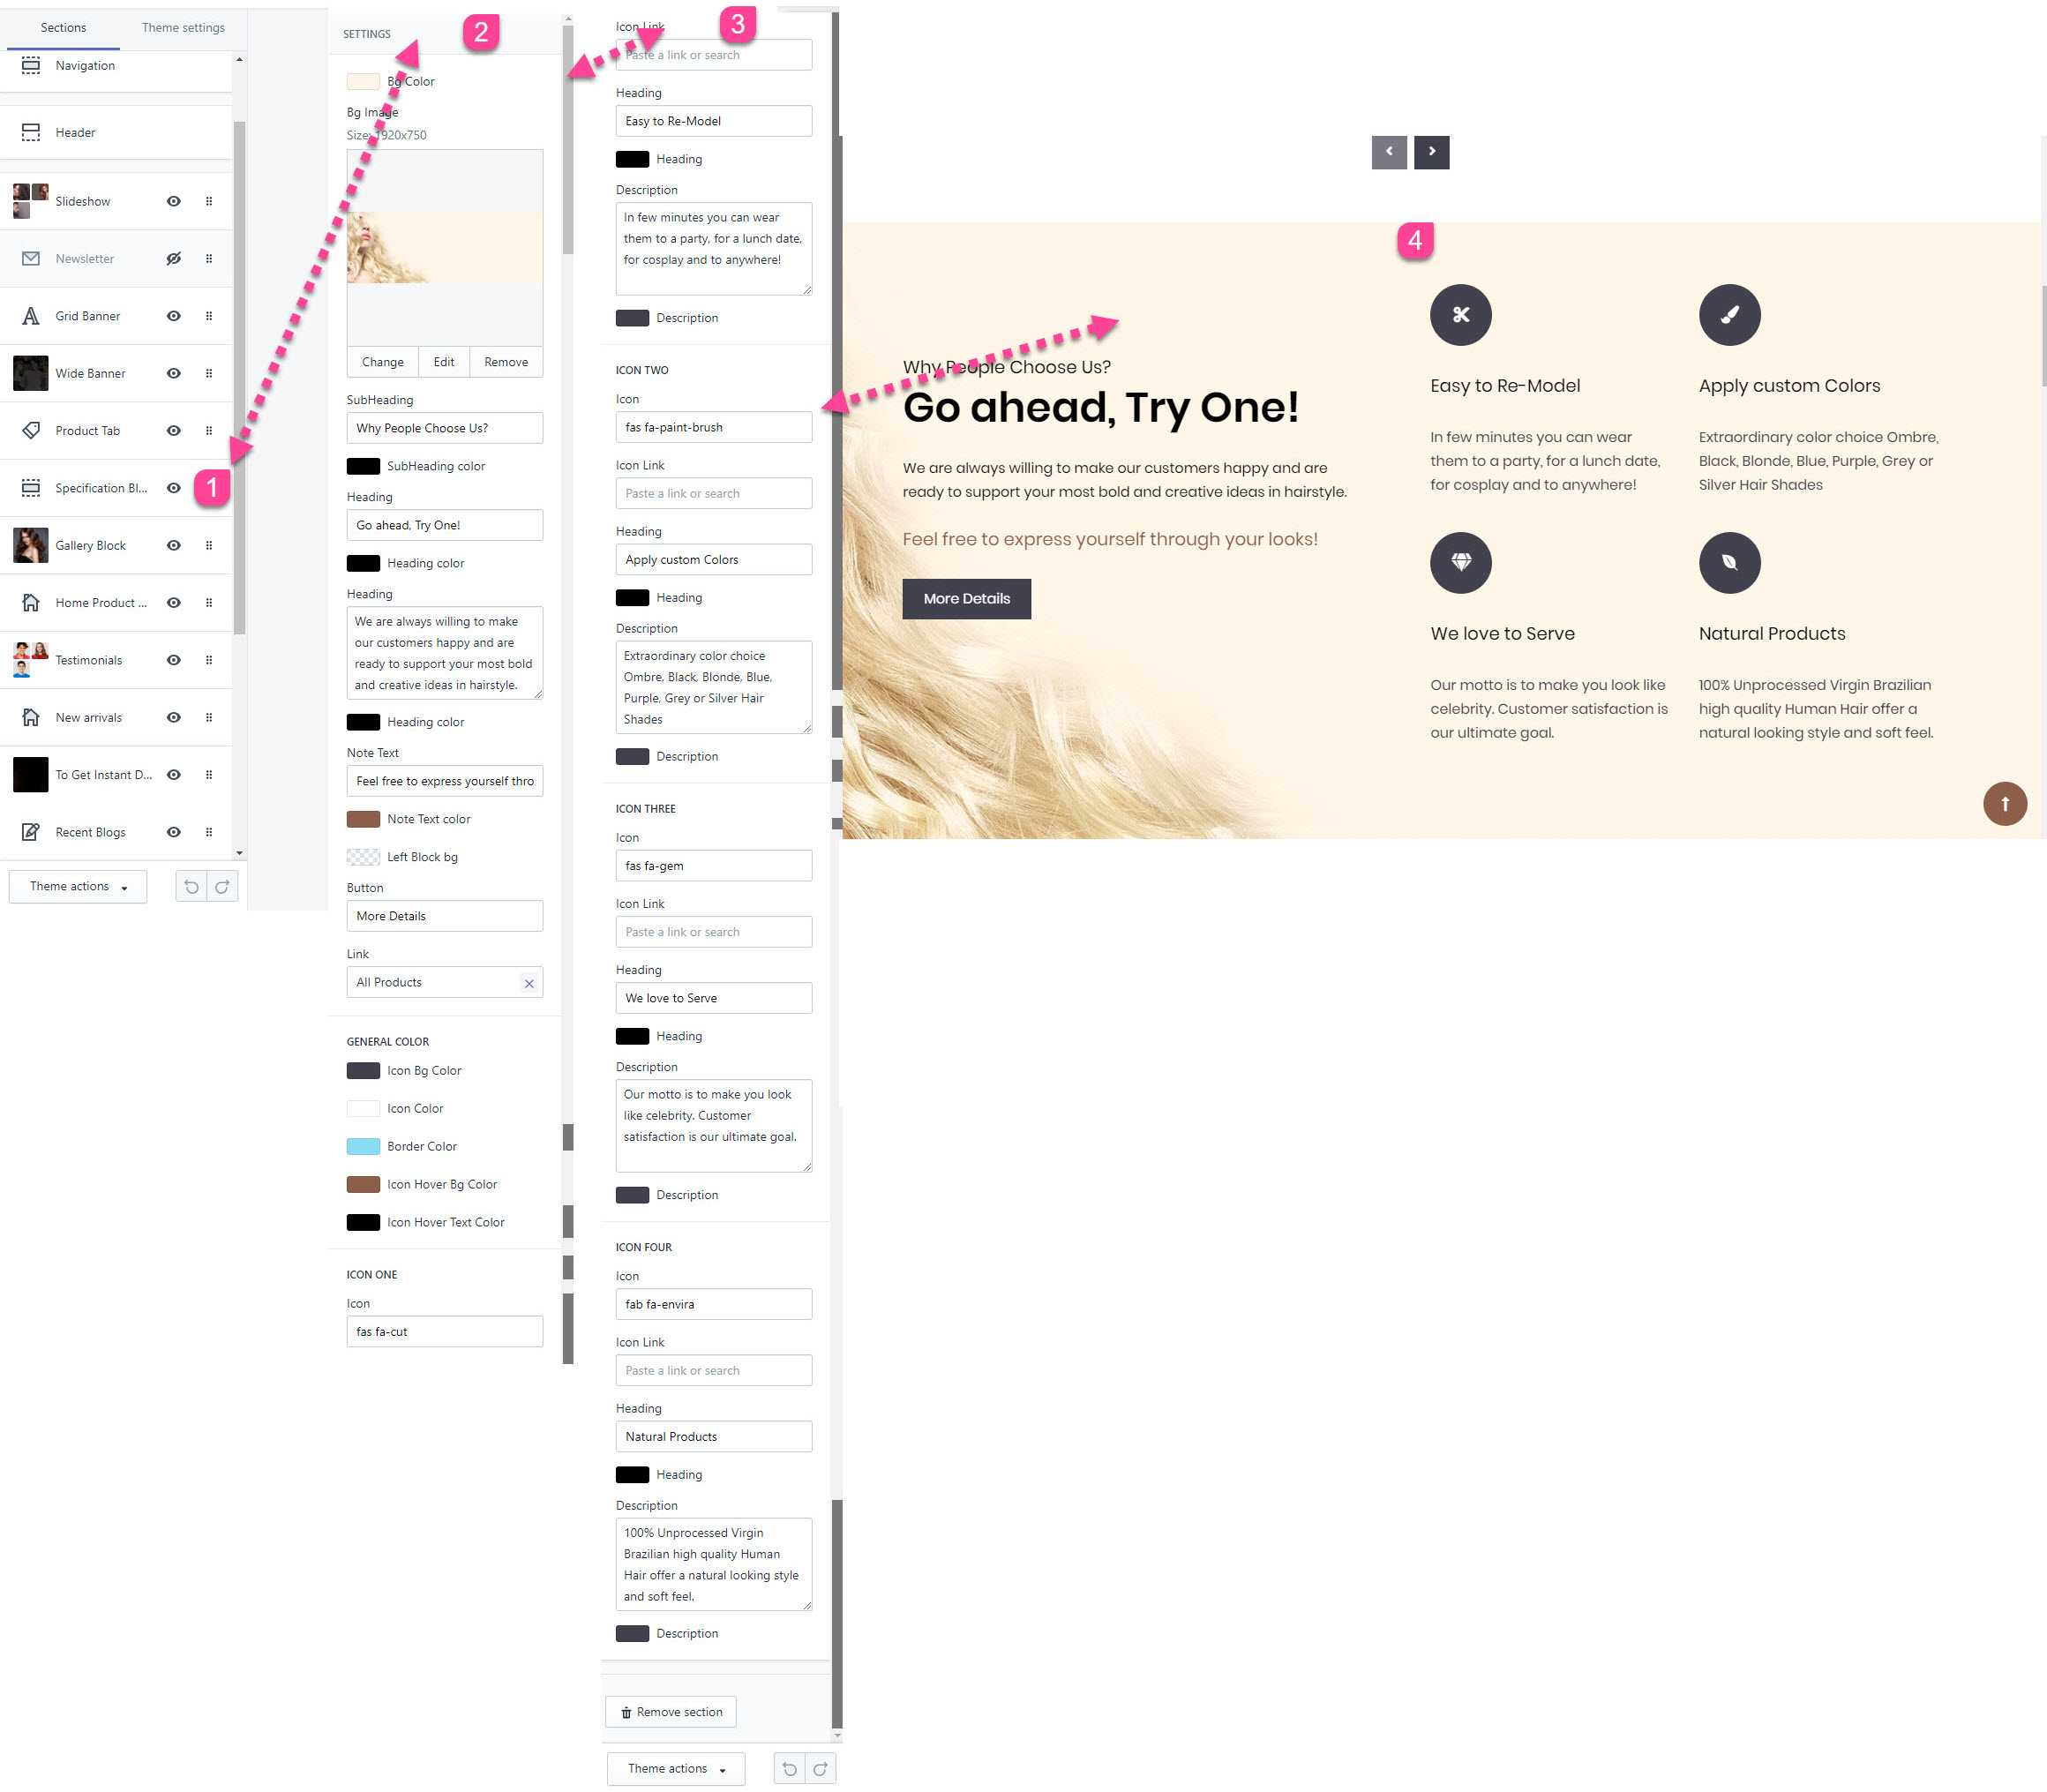 Sections
Theme settings
Navigation
Header
Slideshow
Newsletter
Grid Banner
Wide Banner
Product Tab
Specification Bl...
1
Gallery Block
Home Product ...
Testimonials
New arrivals
To Get Instant D...
Recent Blogs
Theme actions
SETTINGS
2
Bg Color
Bg Image
Size: 1920x750
Change
Edit
Remove
SubHeading
Why People Choose Us?
SubHeading color
Heading
Go ahead, Try One!
Heading color
Heading
We are always willing to make
our customers happy and are
ready to support your most bold
and creative ideas in hairstyle.
Heading color
Note Text
Feel free to express yourself thro
Note Text color
Left Block bg
Button
More Details
Link
All Products
GENERAL COLOR
Icon Bg Color
Icon Color
Border Color
Icon Hover Bg Color
Icon Hover Text Color
ICON ONE
Icon
fas fa-cut
3
Icon Link
Paste a link or search
Heading
Easy to Re-Model
Heading
Description
In few minutes you can wear
them to a party, for a lunch date,
for cosplay and to anywhere!
Description
ICON TWO
Icon
fas fa-paint-brush
Icon Link
Paste a link or search
Heading
Apply custom Colors
Heading
Description
Extraordinary color choice
Ombre, Black, Blonde, Blue,
Purple, Grey or Silver Hair
Shades
Description
ICON THREE
Icon
fas fa-gem
Icon Link
Paste a link or search
Heading
We love to Serve
Heading
Description
Our motto is to make you look
like celebrity. Customer
satisfaction is our ultimate goal.
Description
ICON FOUR
Icon
fab fa-envira
Icon Link
Paste a link or search
Heading
Natural Products
Heading
Description
100% Unprocessed Virgin
Brazilian high quality Human
Hair offer a natural looking style
and soft feel.
Description
Remove section
Theme actions
4
Why People Choose Us?
Go ahead, Try One!
We are always willing to make our customers happy and are
ready to support your most bold and creative ideas in hairstyle.
Feel free to express yourself through your looks!
More Details
Easy to Re-Model
In few minutes you can wear
them to a party, for a lunch date,
for cosplay and to anywhere!
Apply custom Colors
Extraordinary color choice Ombre,
Black, Blonde, Blue, Purple, Grey or
Silver Hair Shades
We love to Serve
Our motto is to make you look like
celebrity. Customer satisfaction is
our ultimate goal.
Natural Products
100% Unprocessed Virgin Brazilian
high quality Human Hair offer a
natural looking style and soft feel.